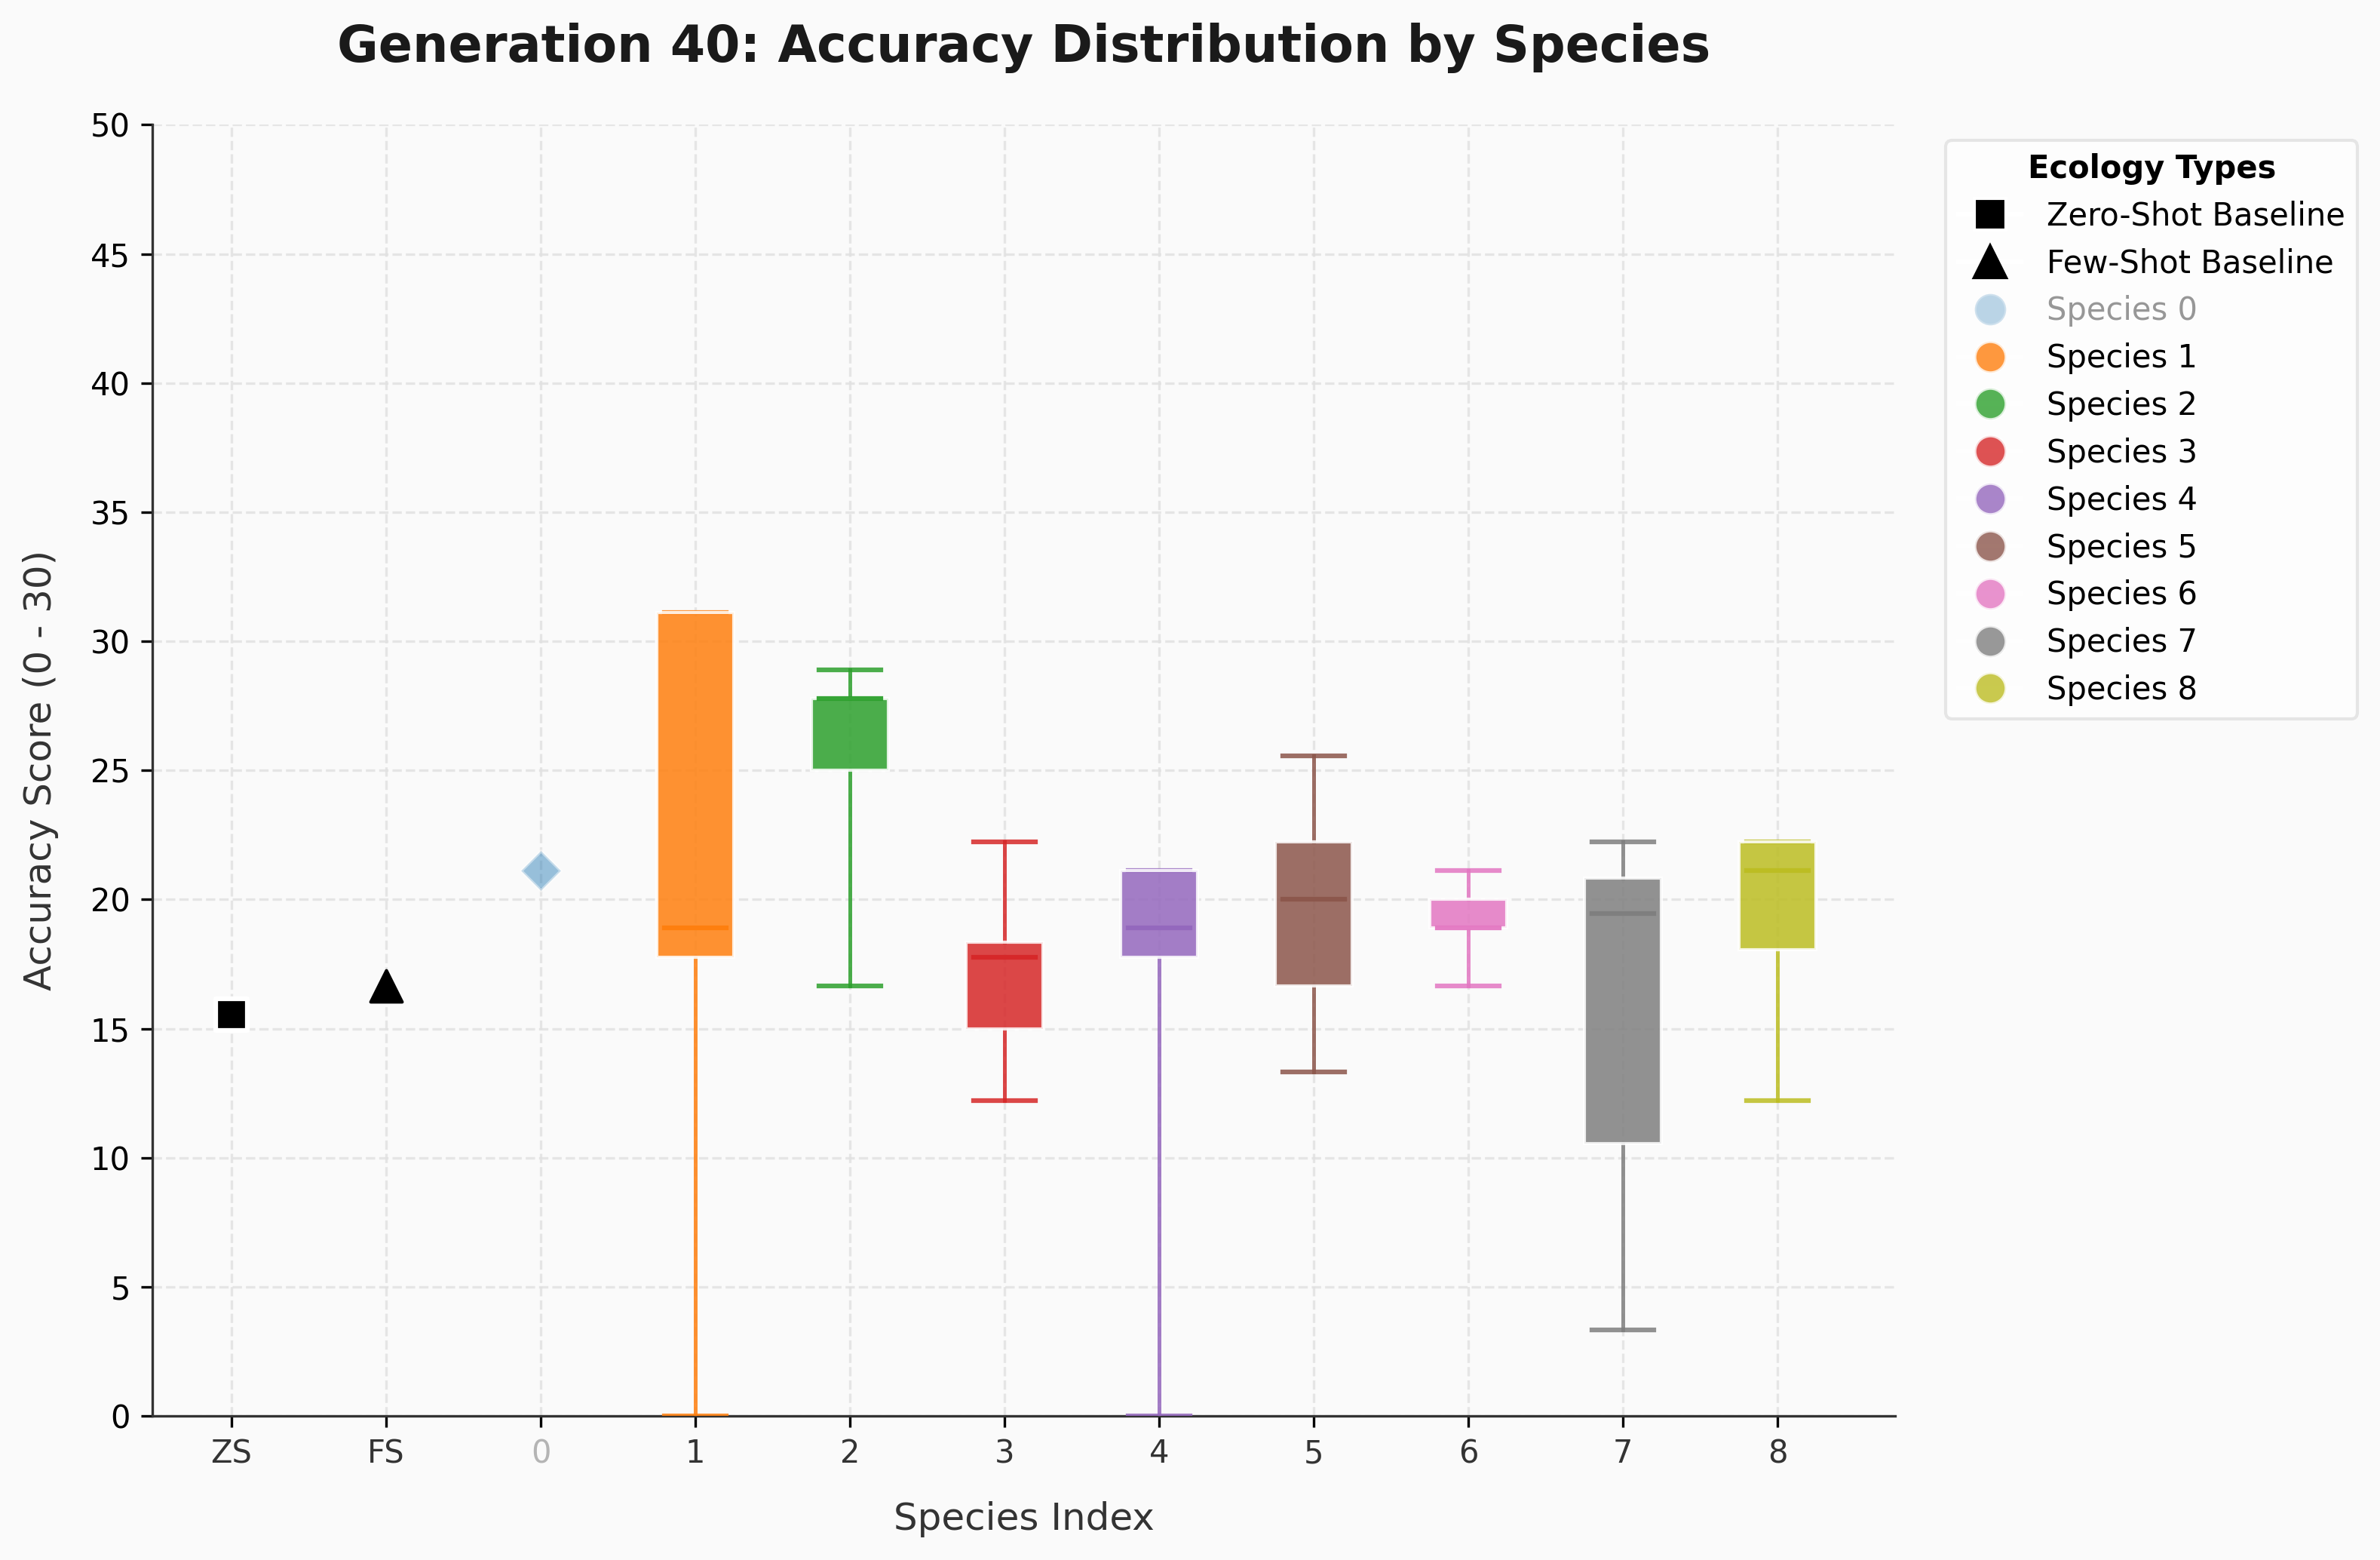 Generation 40: Accuracy Distribution by Species
Accuracy Score (0 - 30)
50
45
40
35
30
25
20
15
10
5
0
ZS FS 0 1 2 3 4 5 6 7 8
Species Index
Ecology Types
Zero-Shot Baseline
Few-Shot Baseline
Species 0
Species 1
Species 2
Species 3
Species 4
Species 5
Species 6
Species 7
Species 8